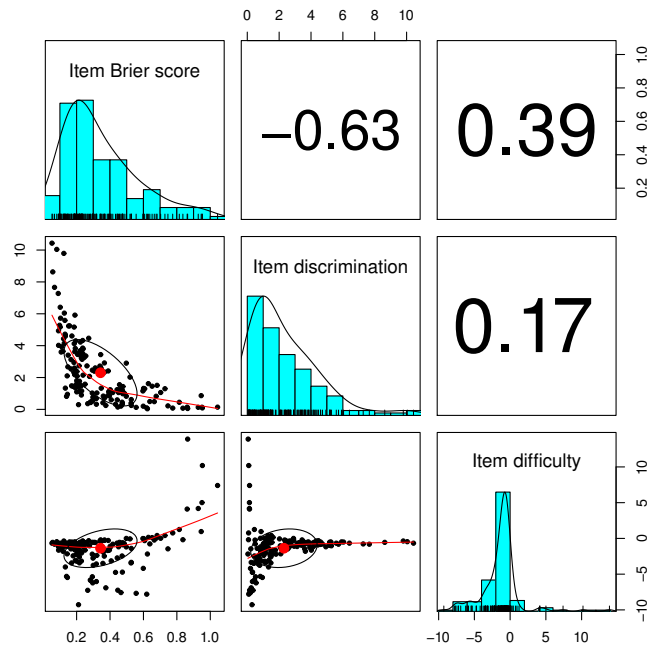 0 2 4 6 8 10
Item Brier score
−0.63
0.39
0.2 0.4 0.6 0.8 1.0
0 2 4 6 8 10
Item discrimination
0.17
Item difficulty
−10 −5 0 5 10
0.2 0.4 0.6 0.8 1.0
−10 −5 0 5 10